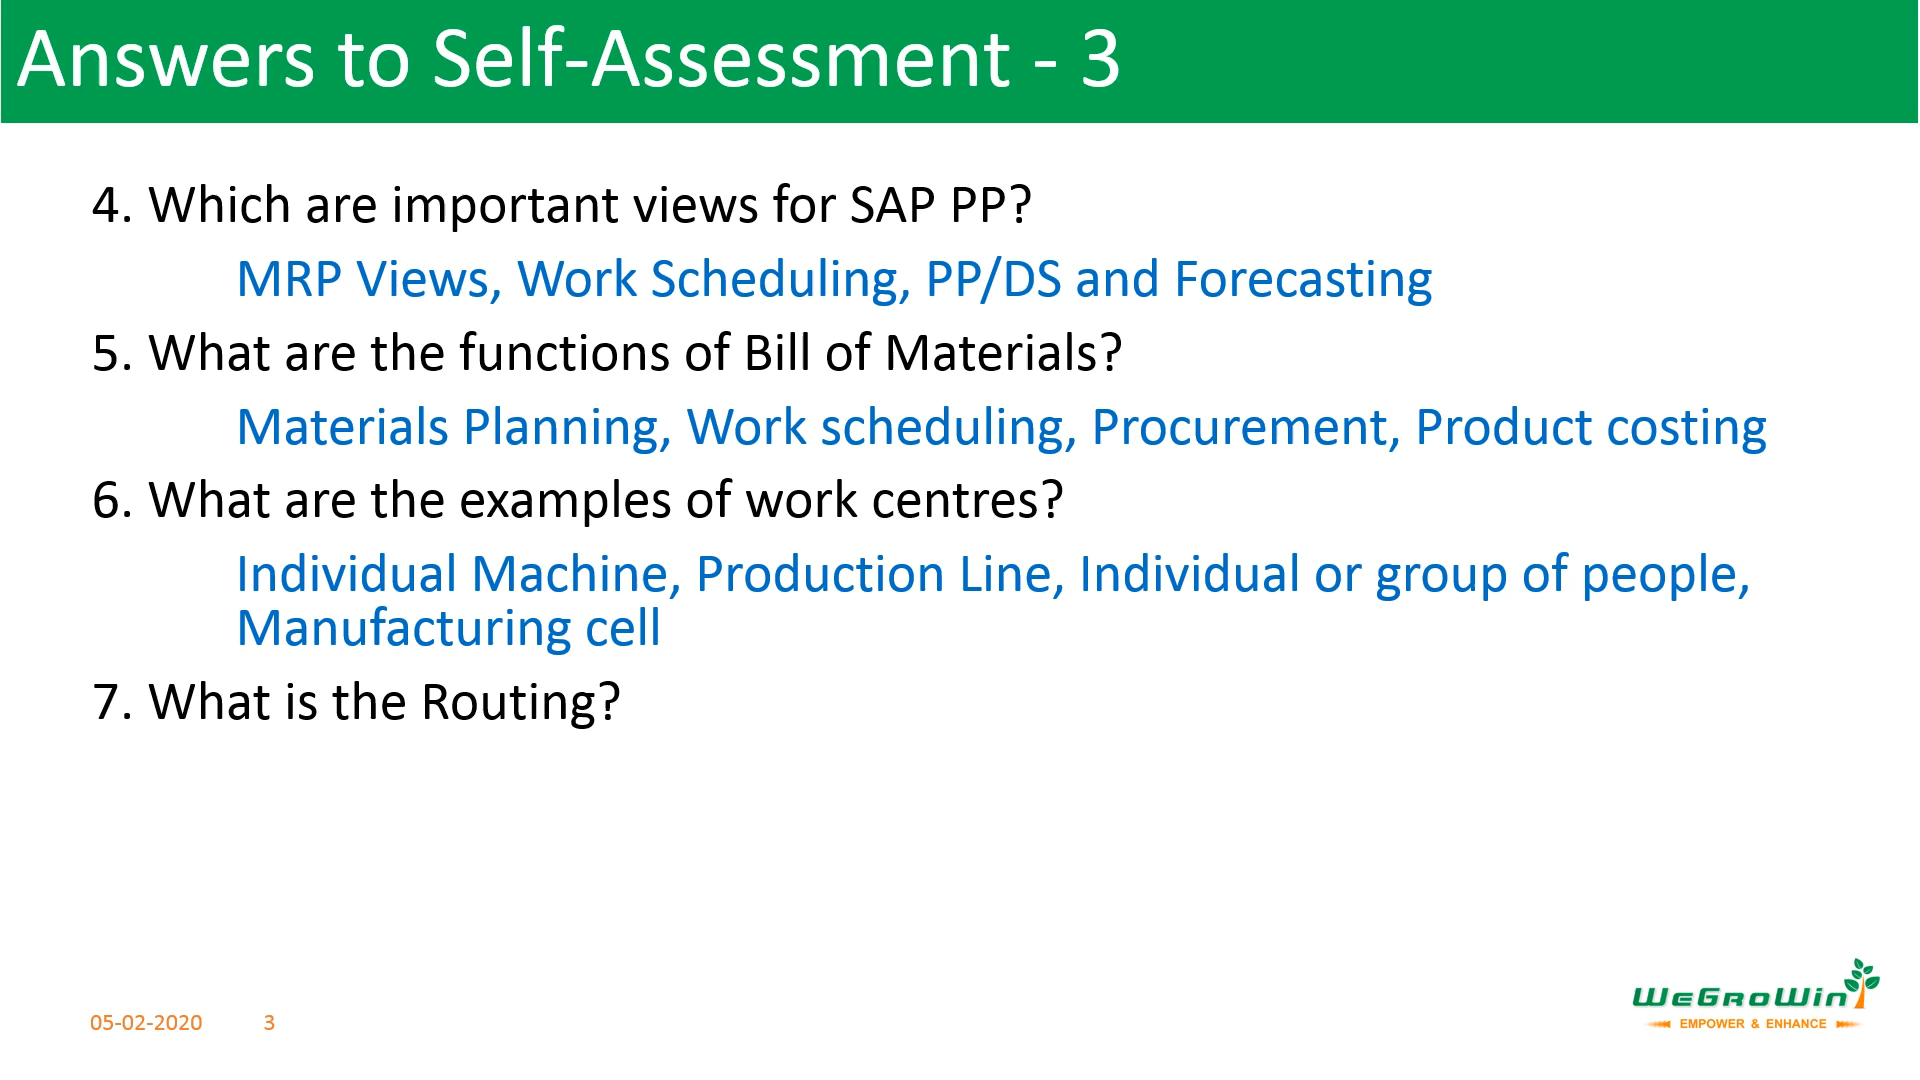 Answers to Self-Assessment - 3
4. Which are important views for SAP PP?
MRP Views, Work Scheduling, PP/DS and Forecasting
5. What are the functions of Bill of Materials?
Materials Planning, Work scheduling, Procurement, Product costing
6. What are the examples of work centres?
Individual Machine, Production Line, Individual or group of people,
Manufacturing cell
7. What is the Routing?
05-02-2020 3
WeGroWin
EMPOWER & ENHANCE